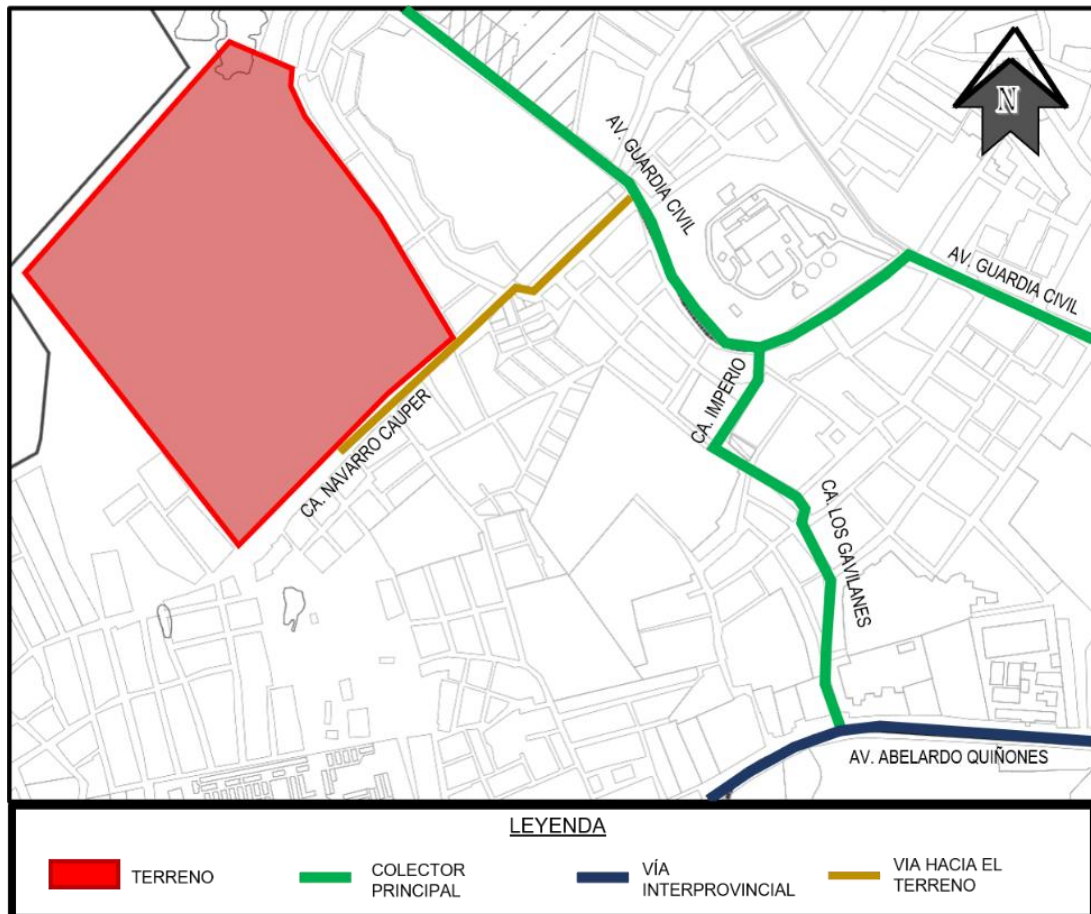 N
AV. GUARDIA CIVIL
AV. GUARDIA CIVIL
CA. IMPERIO
CA. NAVARRO CAUPER
CA. LOS GAVILANES
AV. ABELARDO QUIÑONES
LEYENDA
TERRENO
COLECTOR
PRINCIPAL
VÍA
INTERPROVINCIAL
VIA HACIA EL
TERRENO